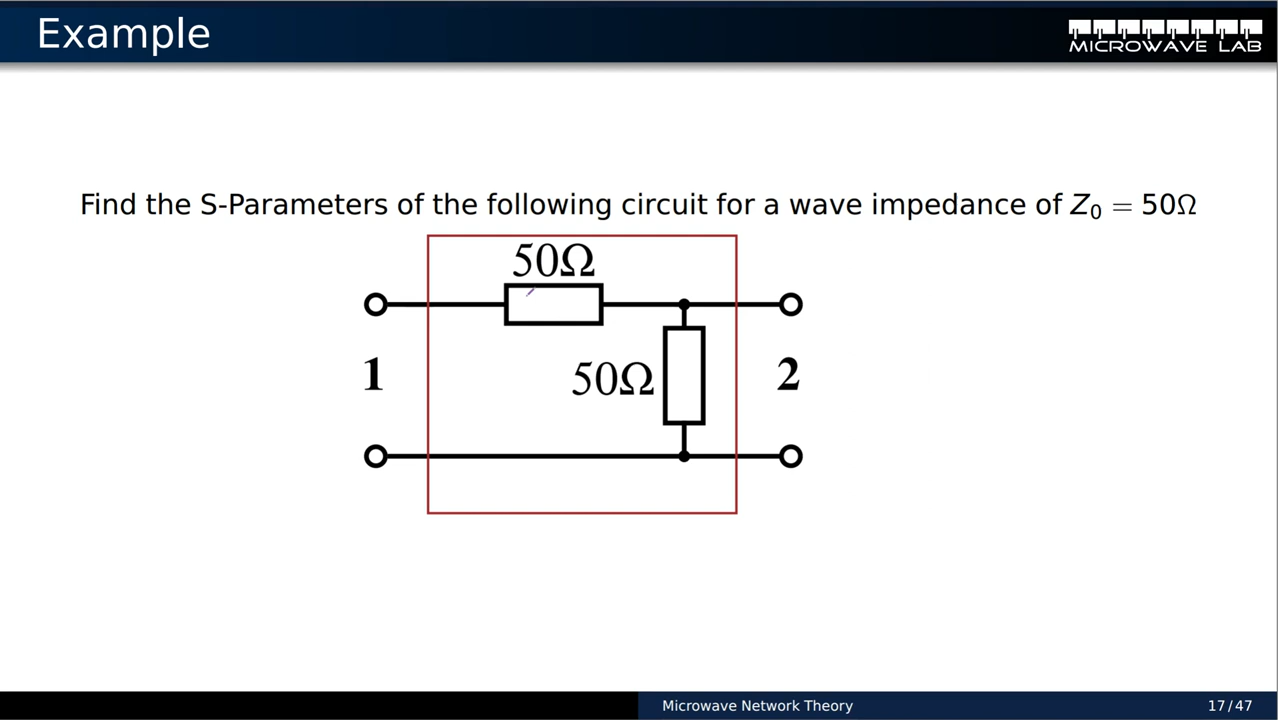 Example
MICROWAVE LAB
Find the S-Parameters of the following circuit for a wave impedance of Z₀ = 50Ω
50Ω
1
50Ω
2
Microwave Network Theory
17/47